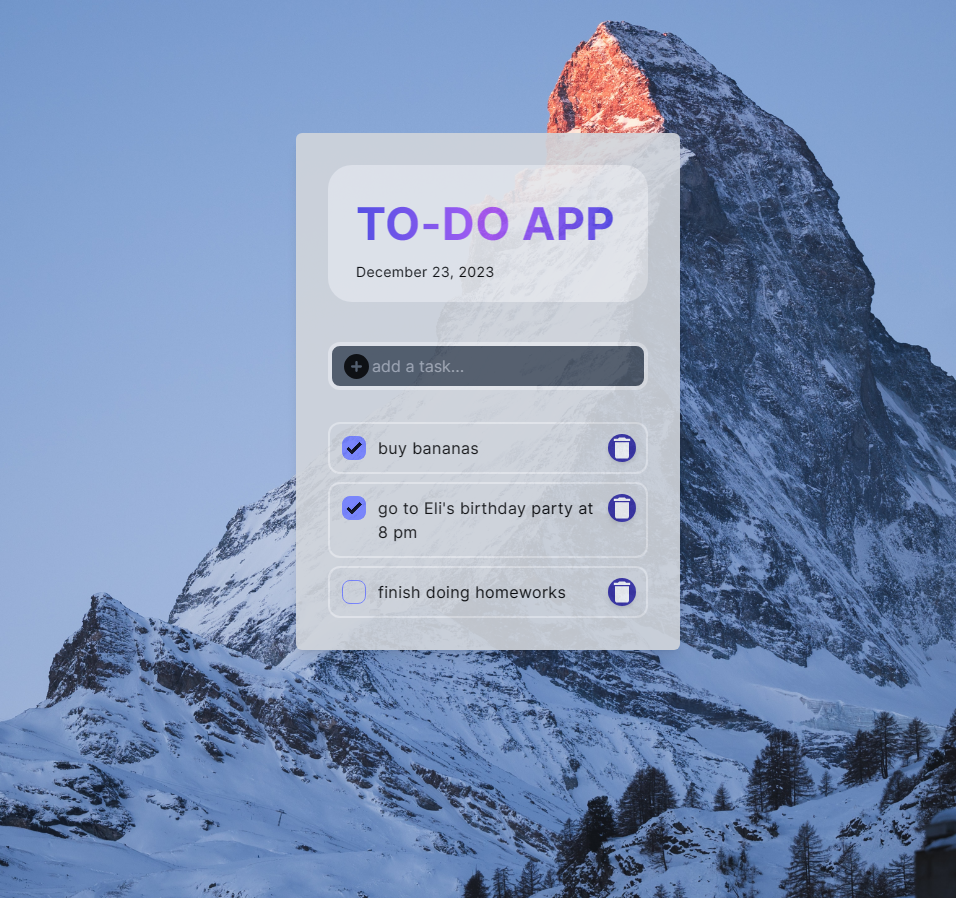 TO-DO APP
December 23, 2023
add a task...
buy bananas
go to Eli's birthday party at
8 pm
finish doing homeworks